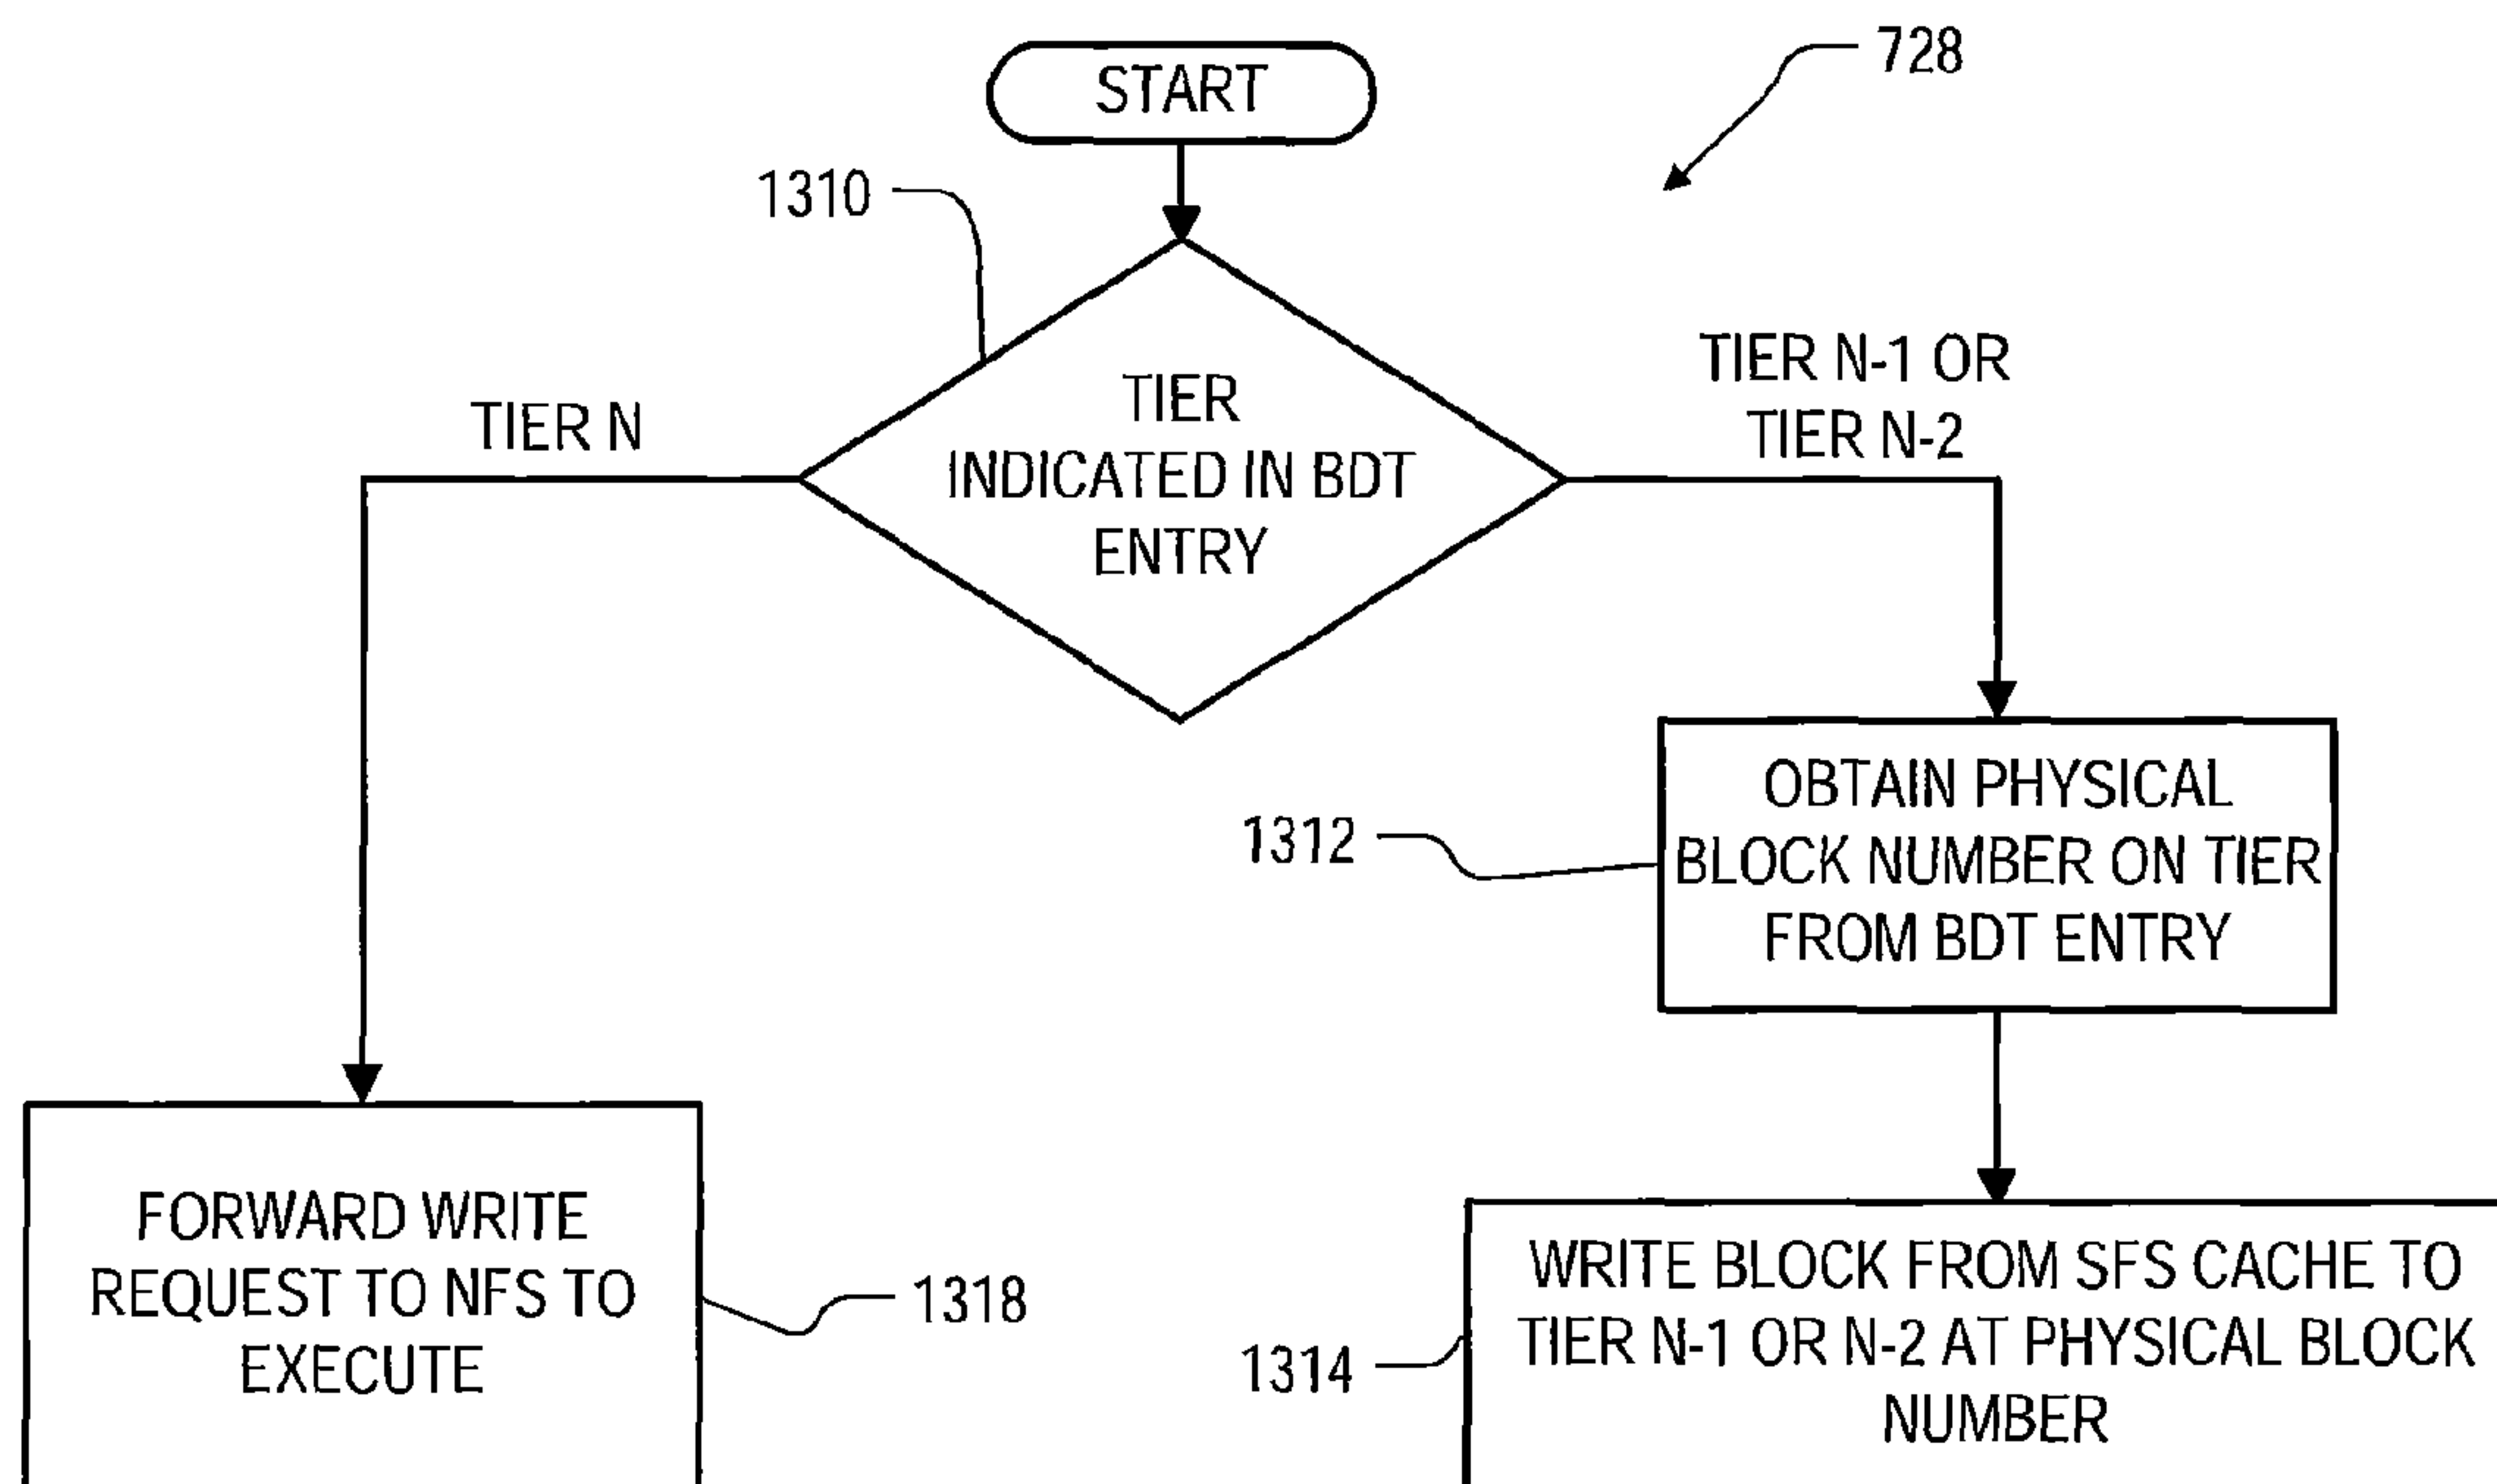 START
728
1310
TIER N
TIER
INDICATED IN BDT
ENTRY
TIER N-1 OR
TIER N-2
OBTAIN PHYSICAL
BLOCK NUMBER ON TIER
FROM BDT ENTRY
1312
FORWARD WRITE
REQUEST TO NFS TO
EXECUTE
1318
WRITE BLOCK FROM SFS CACHE TO
TIER N-1 OR N-2 AT PHYSICAL BLOCK
NUMBER
1314